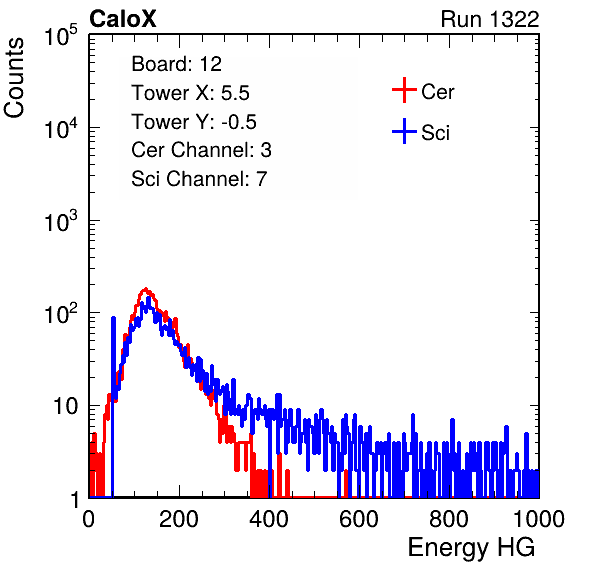 CaloX Run 1322
Counts
Board: 12
Tower X: 5.5
Tower Y: -0.5
Cer Channel: 3
Sci Channel: 7
Cer
Sci
10^5
10^4
10^3
10^2
10
1
0 200 400 600 800 1000
Energy HG